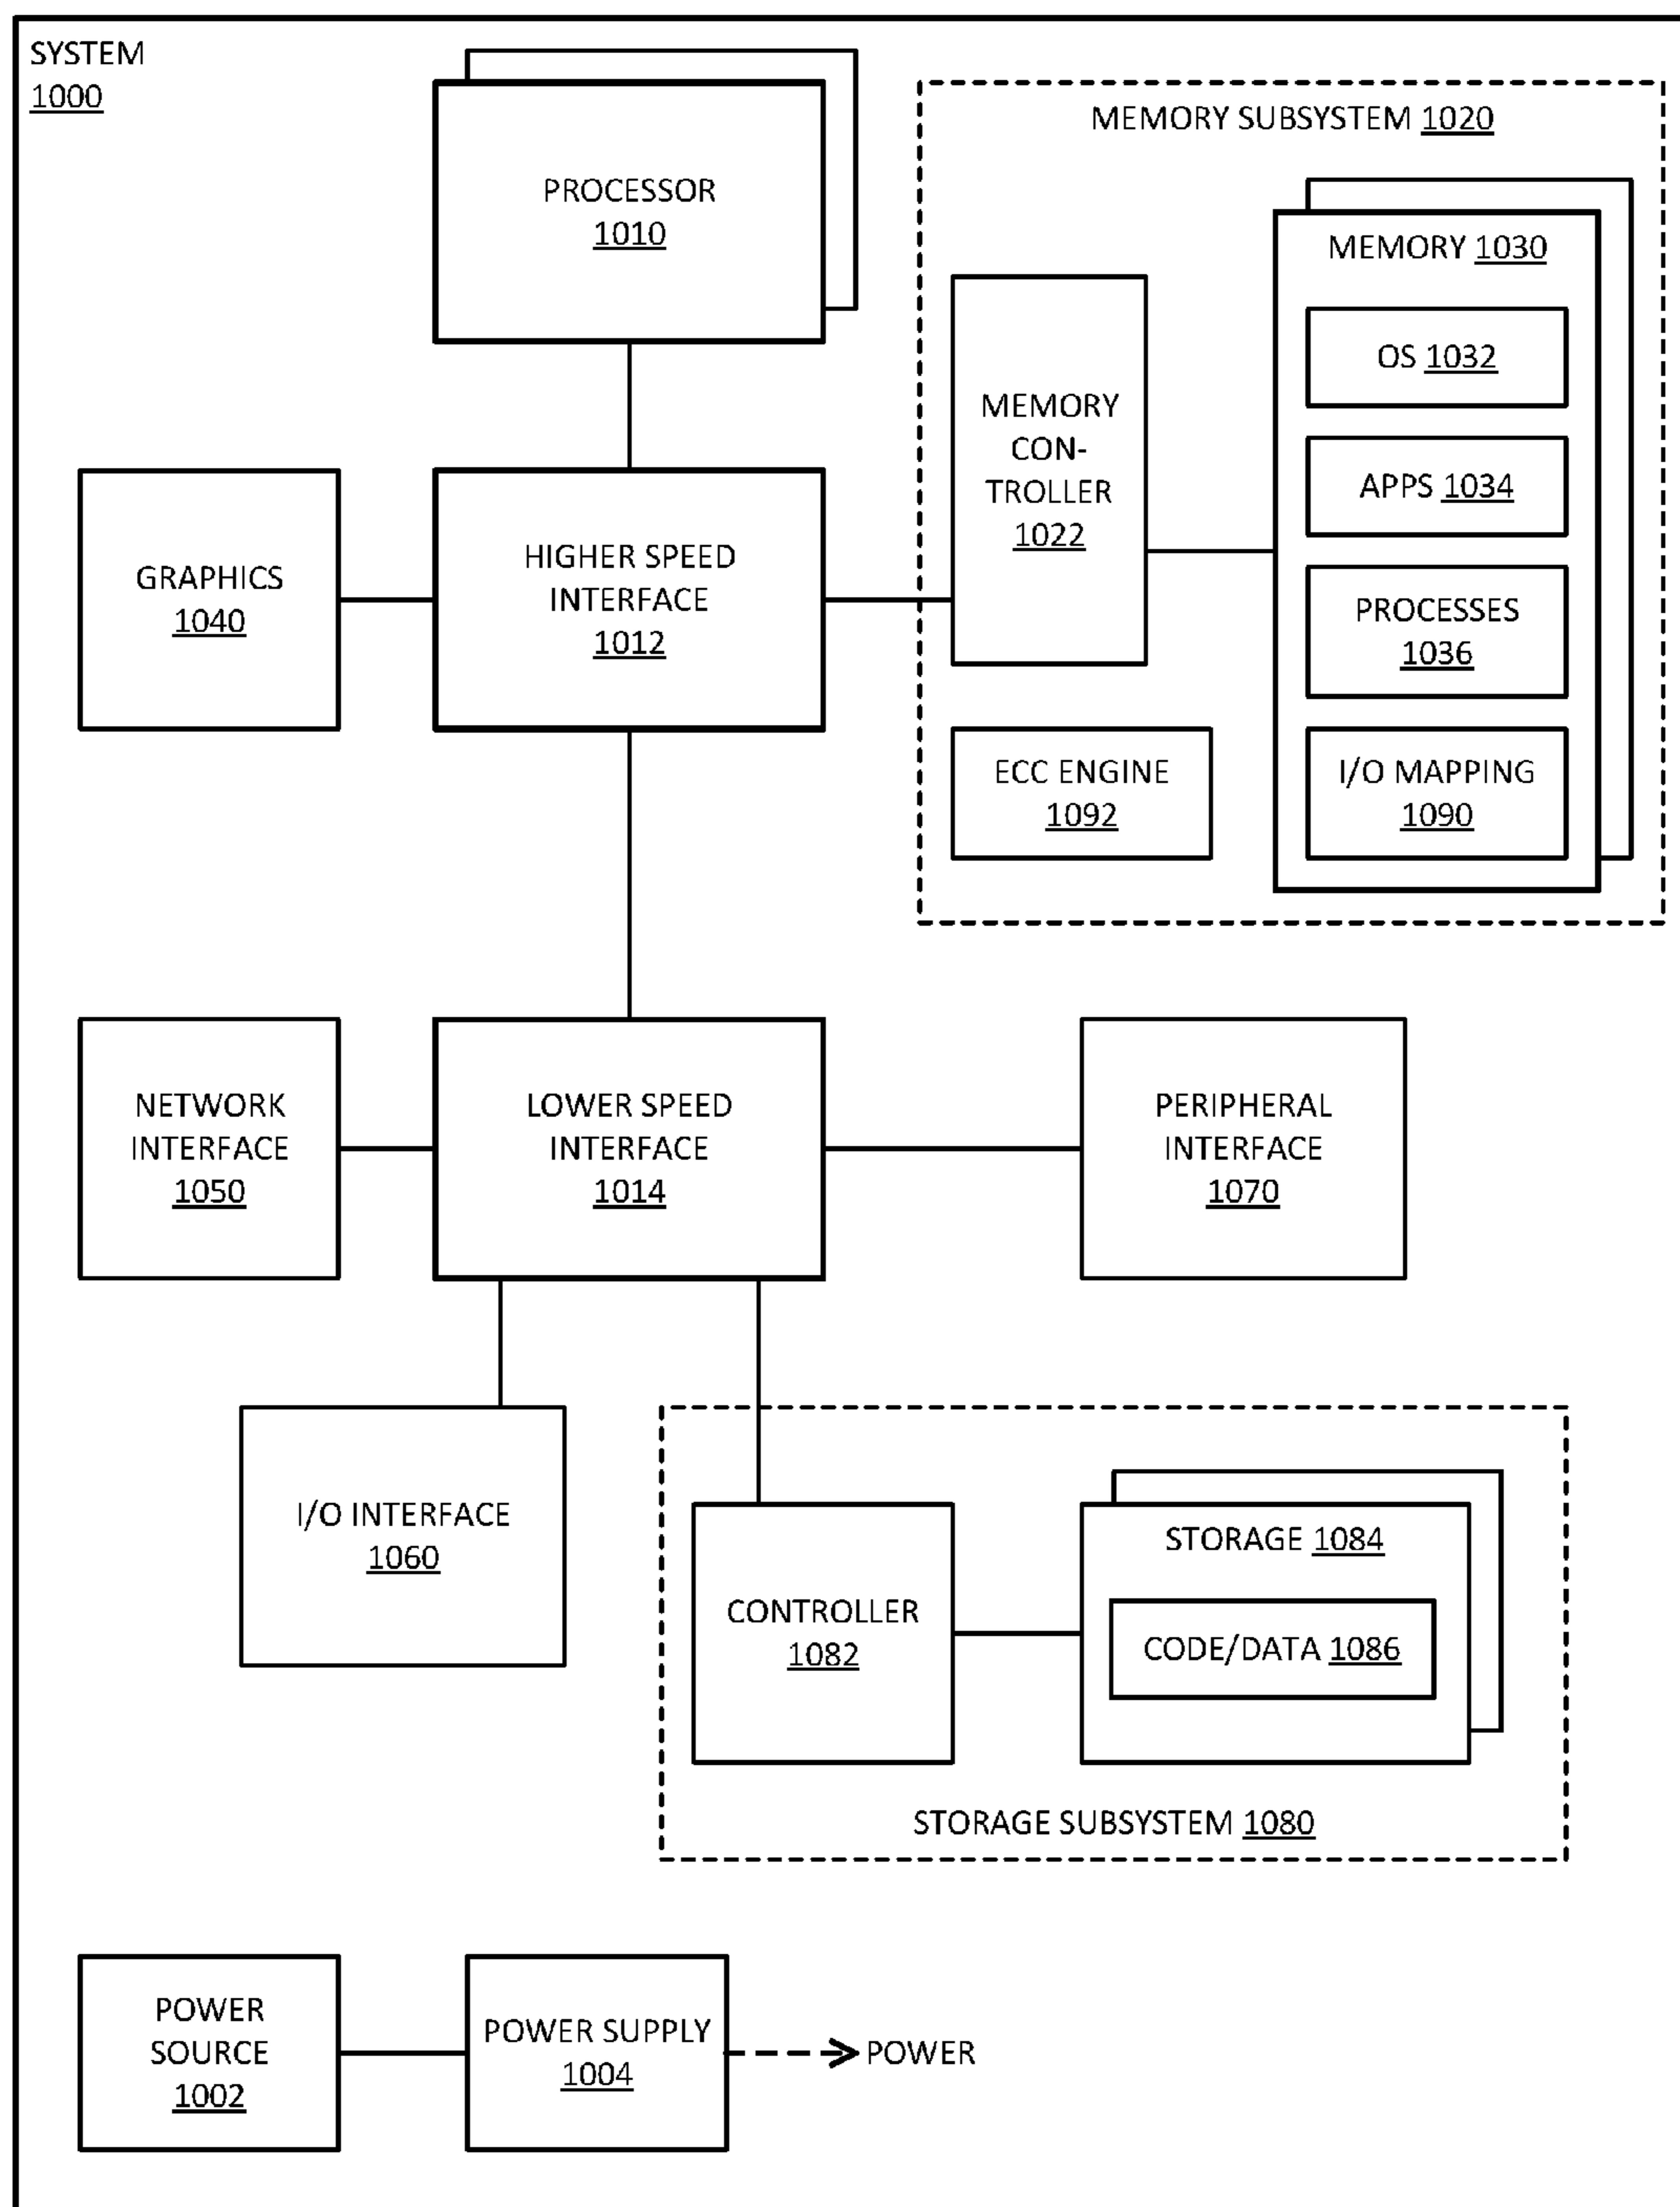 SYSTEM
1000
PROCESSOR
1010
MEMORY SUBSYSTEM 1020
MEMORY 1030
OS 1032
APPS 1034
PROCESSES
1036
I/O MAPPING
1090
MEMORY
CON-
TROLLER
1022
ECC ENGINE
1092
GRAPHICS
1040
HIGHER SPEED
INTERFACE
1012
NETWORK
INTERFACE
1050
LOWER SPEED
INTERFACE
1014
PERIPHERAL
INTERFACE
1070
I/O INTERFACE
1060
CONTROLLER
1082
STORAGE 1084
CODE/DATA 1086
STORAGE SUBSYSTEM 1080
POWER
SOURCE
1002
POWER SUPPLY
1004
POWER